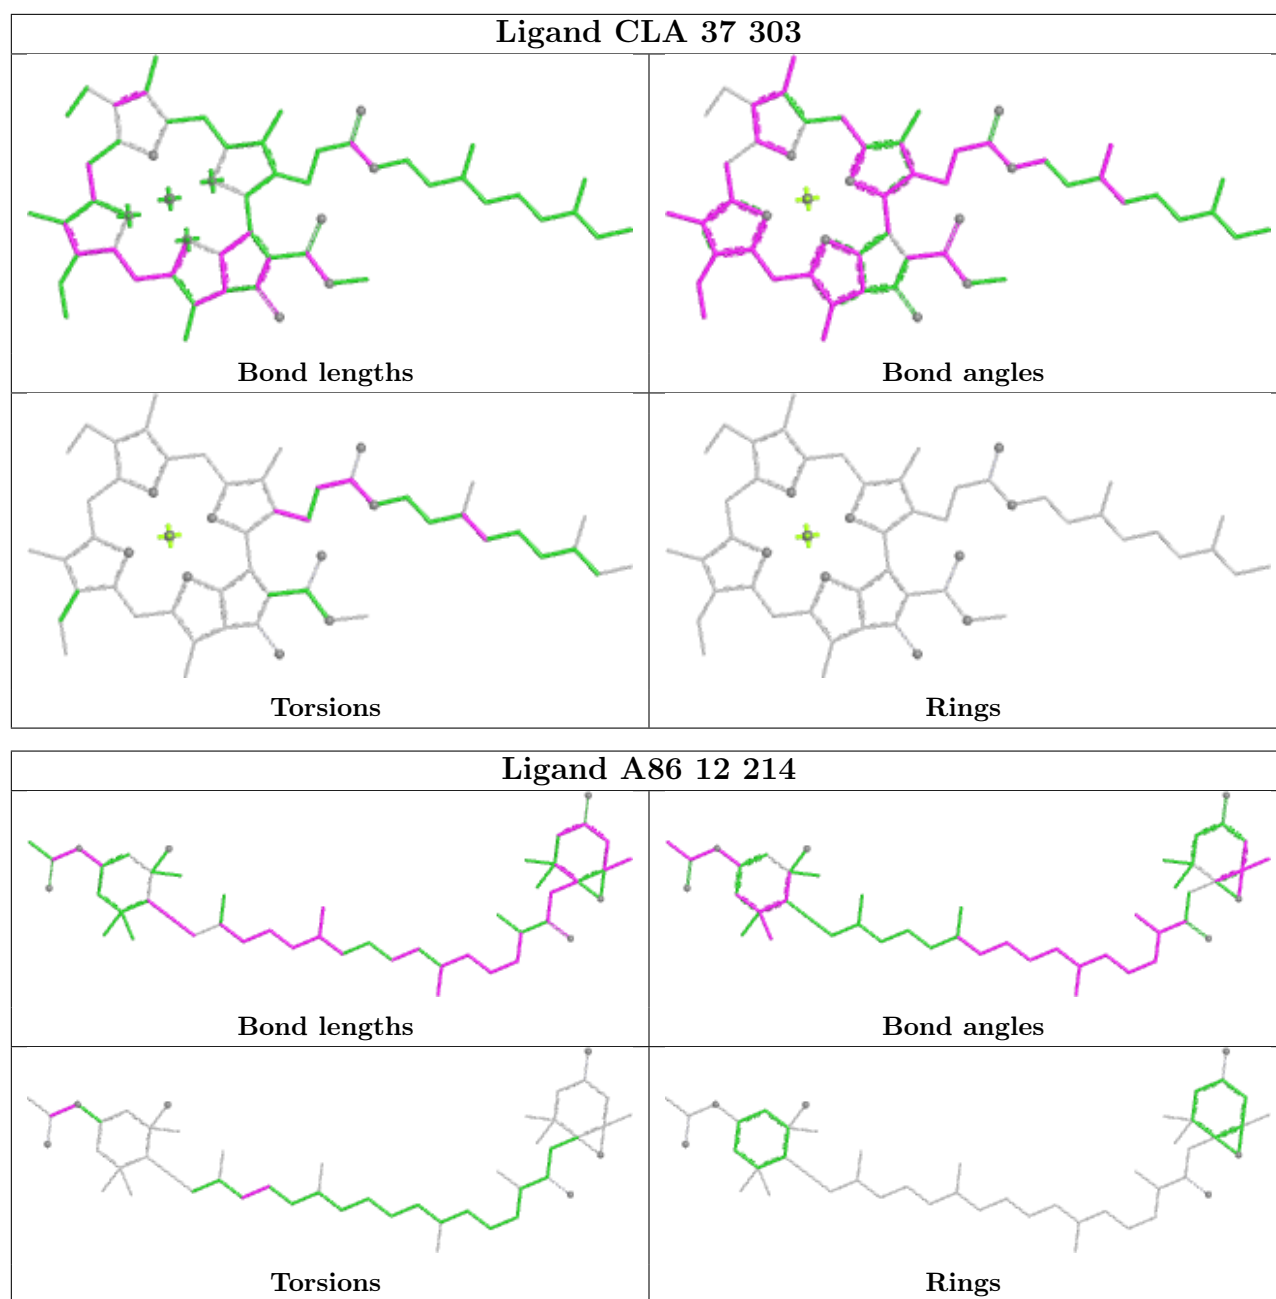 Ligand CLA 37 303
Bond lengths
Bond angles
Torsions
Rings
Ligand A86 12 214
Bond lengths
Bond angles
Torsions
Rings